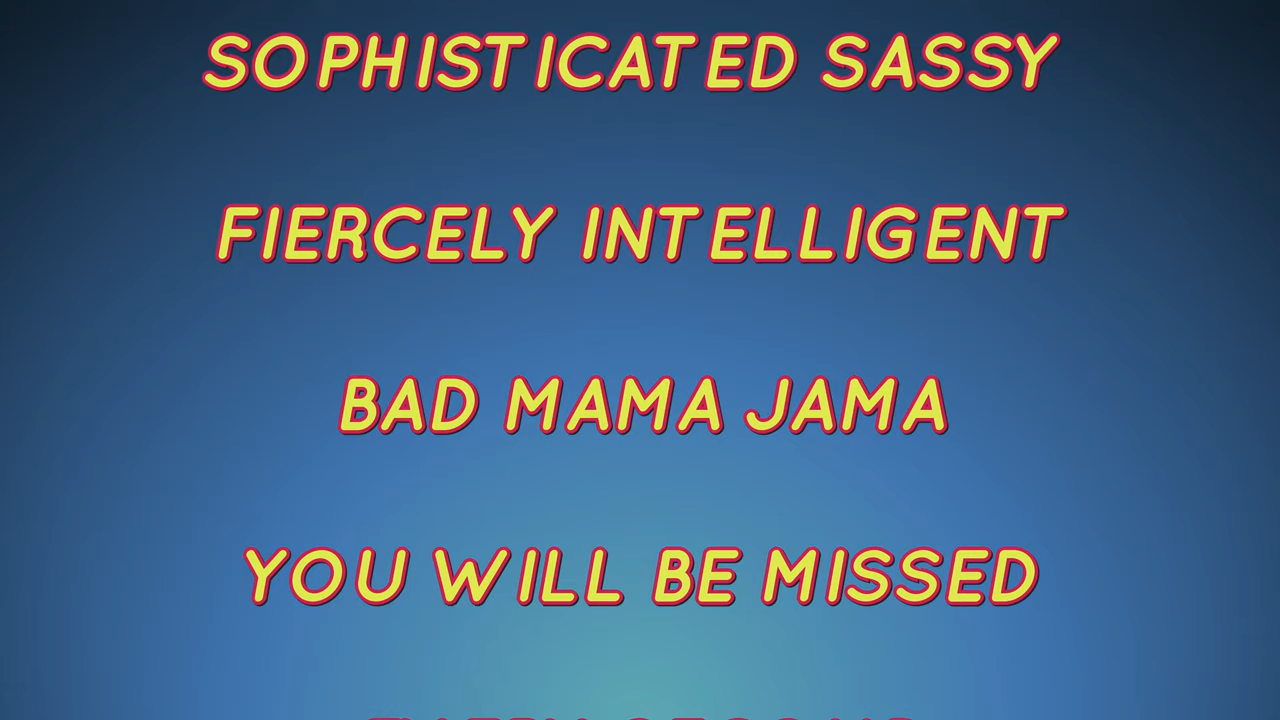 SOPHISTICATED SASSY
FIERCELY INTELLIGENT
BAD MAMA JAMA
YOU WILL BE MISSED